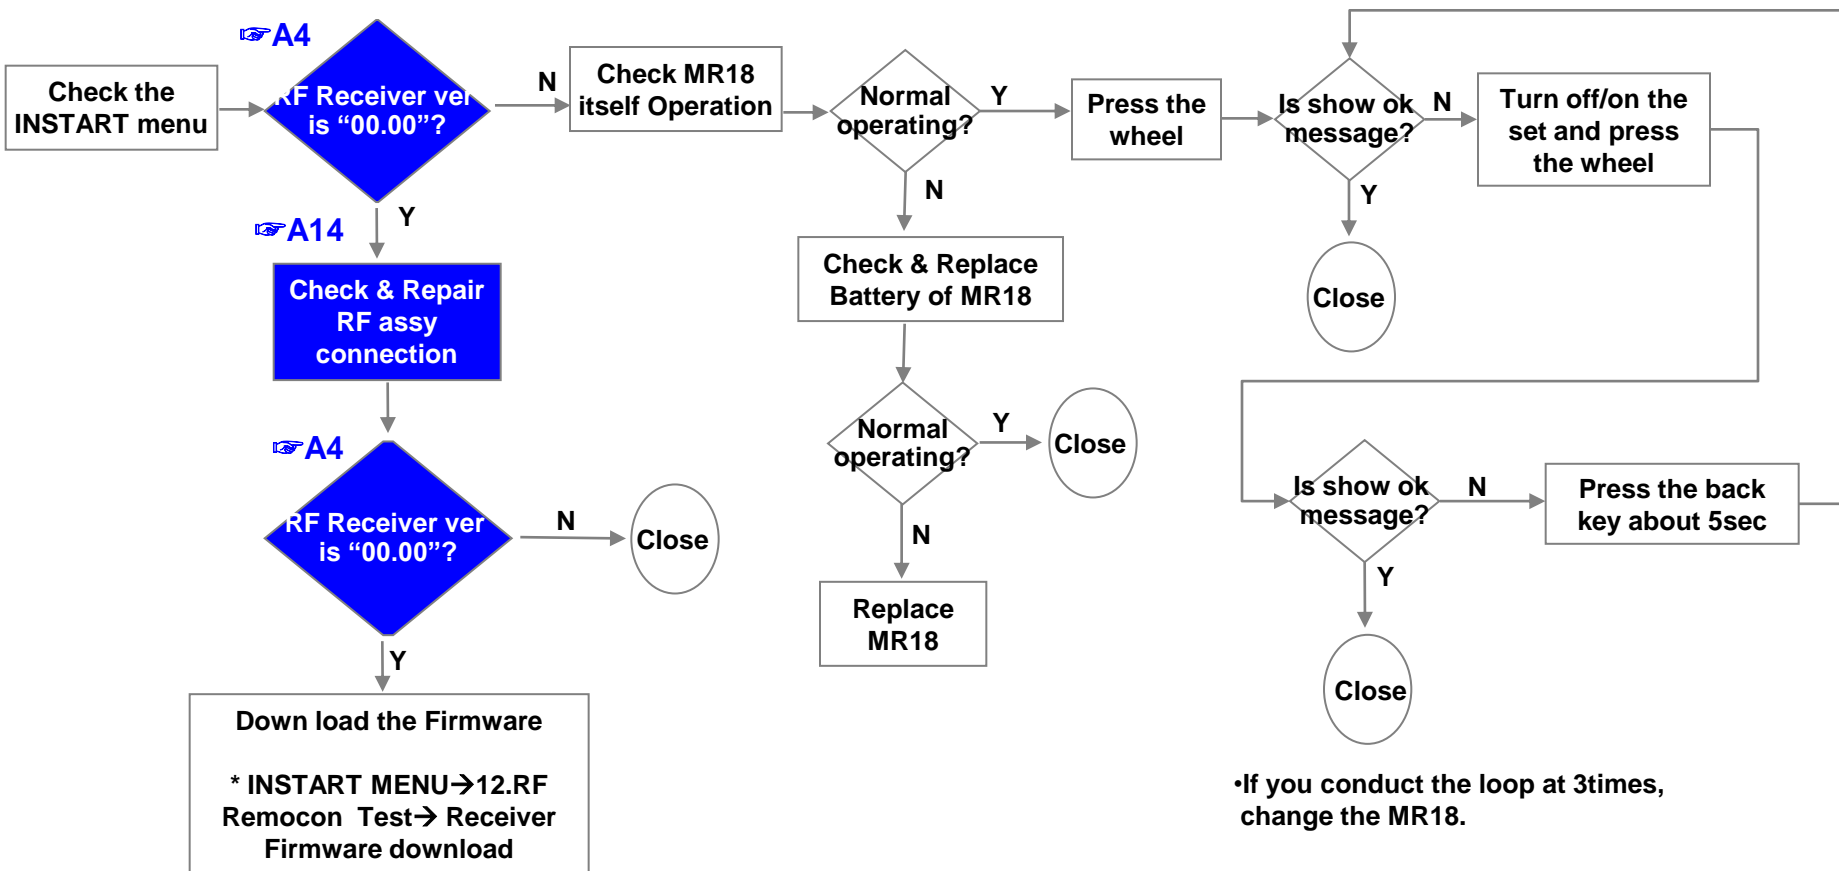 ☞A4
Check the
INSTART menu
RF Receiver ver
is “00.00”?
N
Check MR18
itself Operation
Normal
operating?
Y
Press the
wheel
Is show ok
message?
N
Turn off/on the
set and press
the wheel
Y
☞A14
Check & Repair
RF assy
connection
N
Check & Replace
Battery of MR18
Y
Close
☞A4
RF Receiver ver
is “00.00”?
N
Close
Normal
operating?
Y
Close
N
Replace
MR18
Is show ok
message?
N
Press the back
key about 5sec
Y
Close
Y
Down load the Firmware
* INSTART MENU→12.RF
Remocon Test→ Receiver
Firmware download
•If you conduct the loop at 3times,
change the MR18.